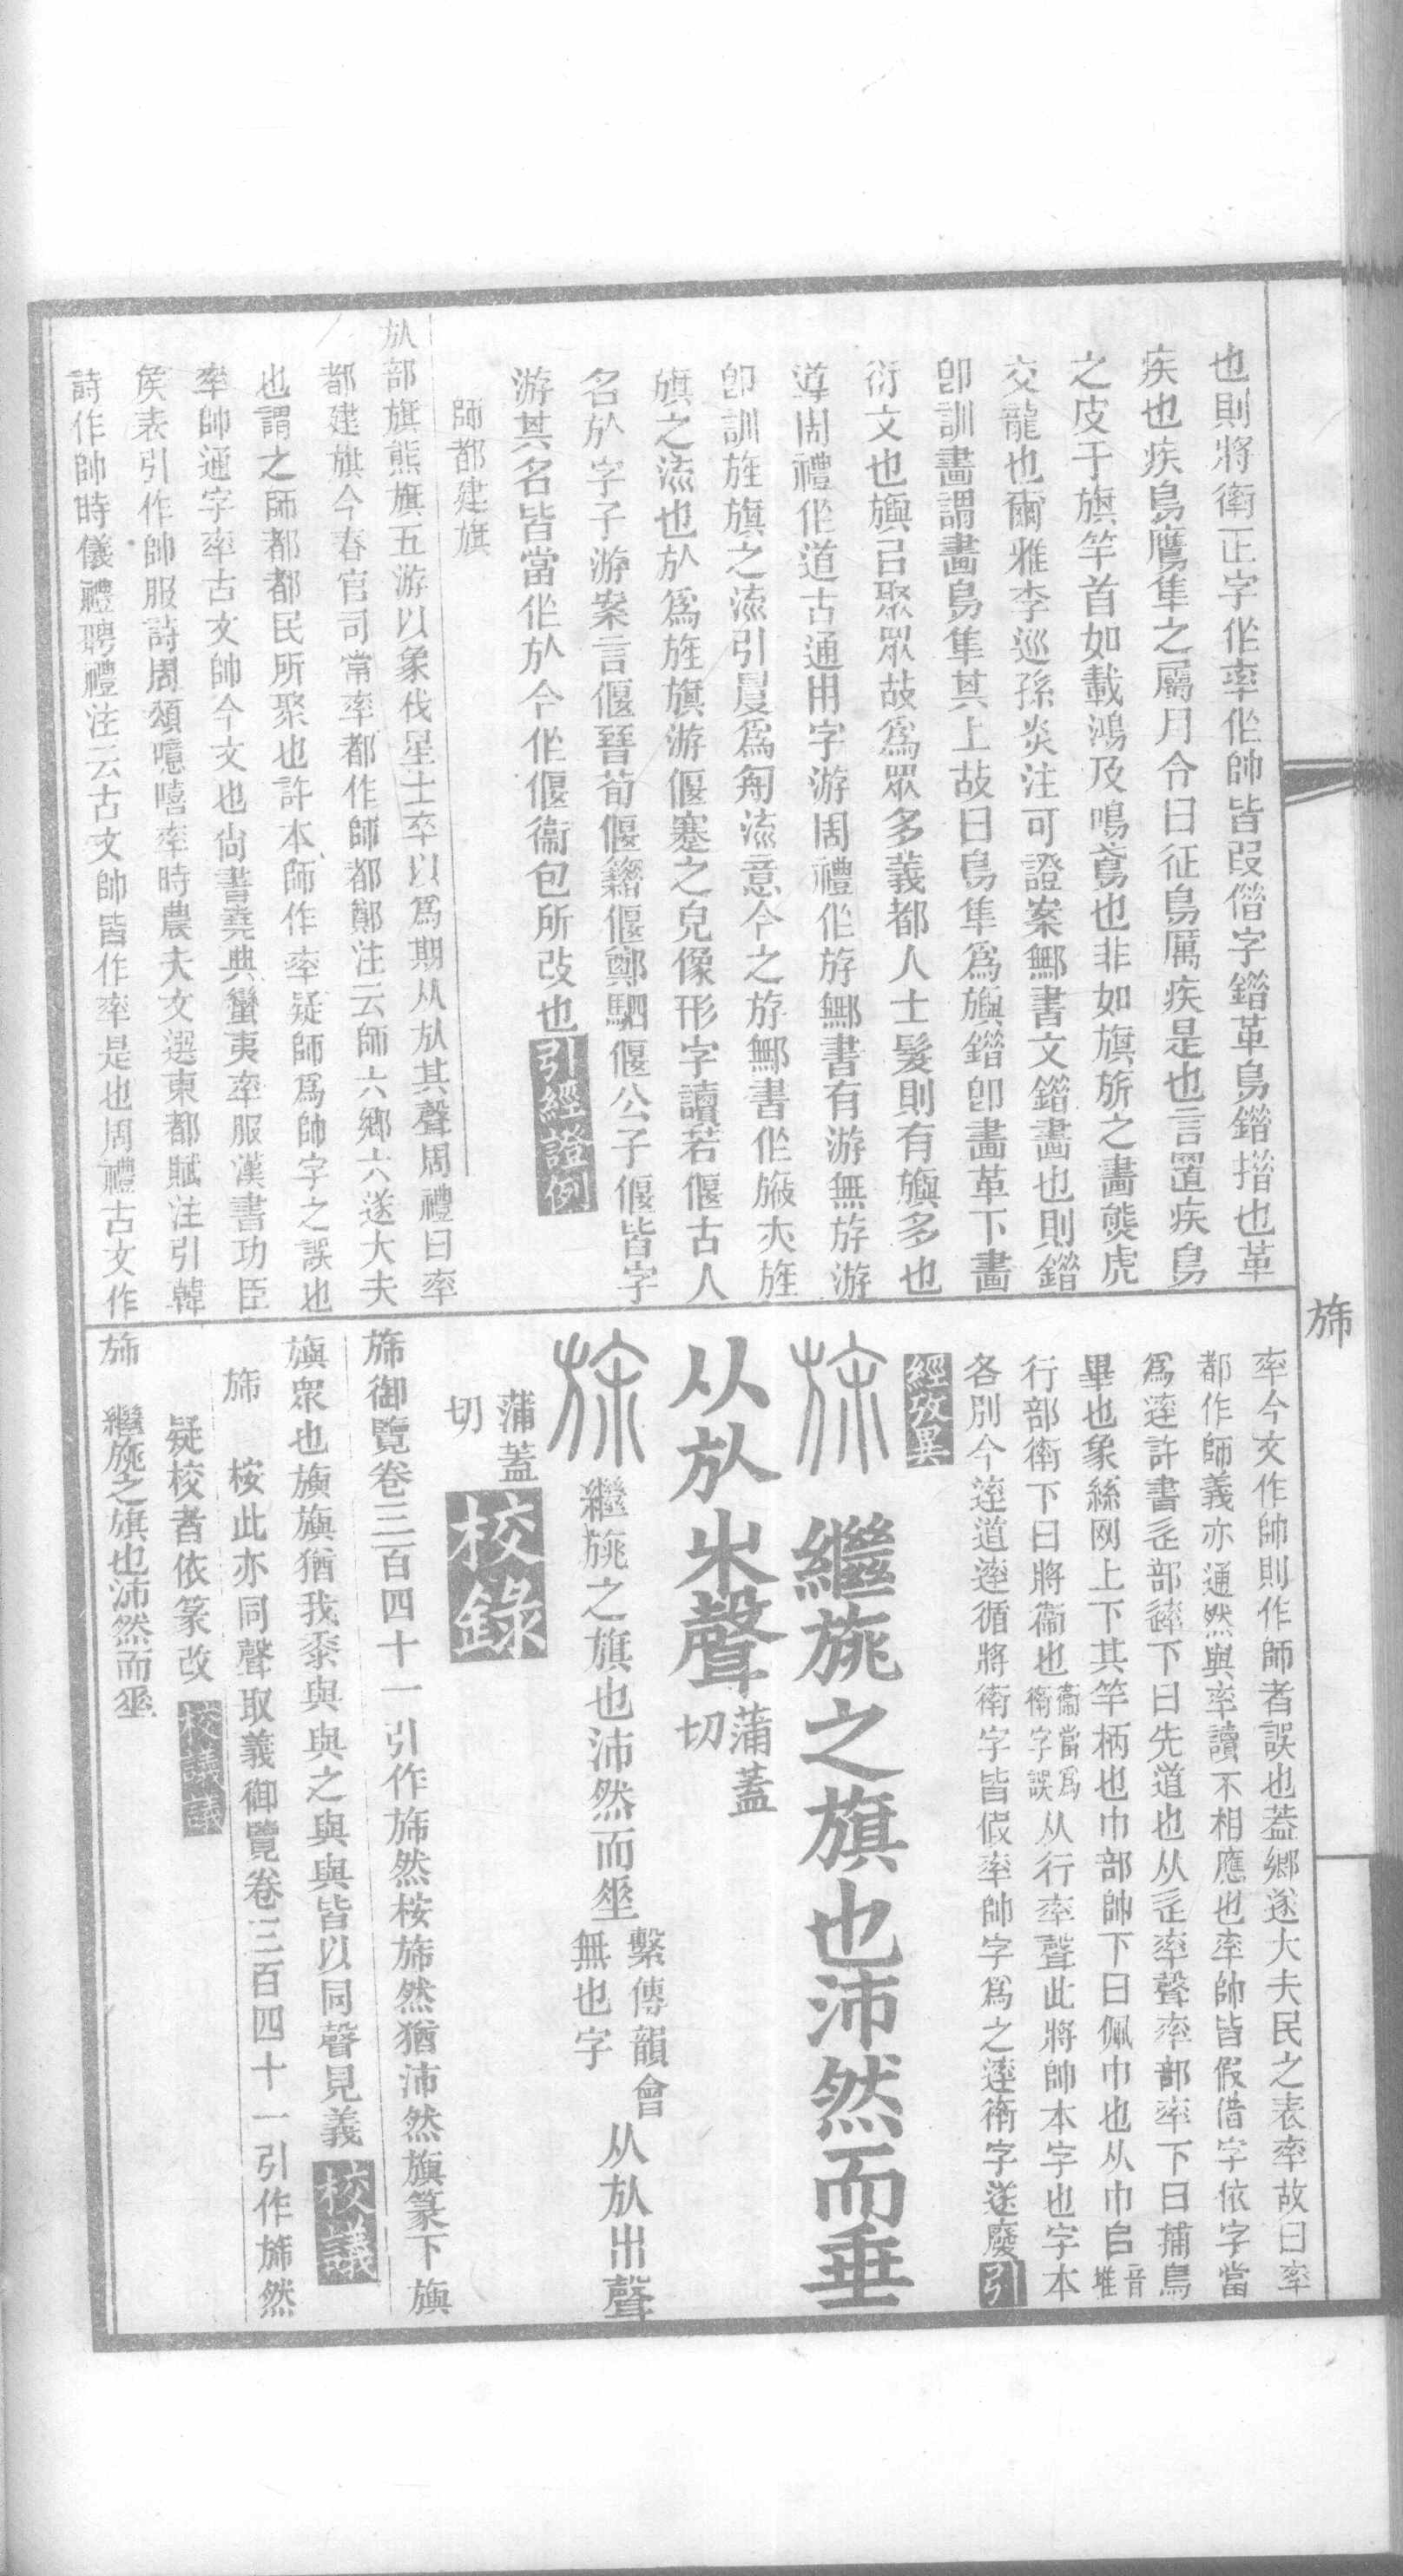 也則將衛正字作率作帥皆叚借字錯革鳥錯措也革
疾也疾鳥鷹隼之屬月令曰征鳥厲疾是也言置疾鳥
之皮于旗竿首如載鴻及鳴鳶也非如旗旂之畫熊虎
交龍也爾雅李巡孫炎注可證案鄦書文錯畫也則錯
卽訓畫謂畫鳥隼其上故曰鳥隼爲旟錯卽畫革下畫
衍文也旟㠯聚眾故爲眾多義都人士髮則有旟多也
導周禮作道古通用字游周禮作斿鄦書有游無斿游
卽訓旌旗之流引曼爲匌流意今之斿鄦書作㫍夾旌
旗之流也㫃爲旌旗游偃蹇之皃像形字讀若偃古人
名㫃字子游案言偃晉荀偃籍偃鄭駟偃公子偃皆字
游其名皆當作㫃今作偃衞包所改也引經證例
師都建旗
㫃部旗熊旗五游以象伐星士卒以爲期从㫃其聲周禮曰率
都建旗今春官司常率都作師都鄭注云師六鄉六遂大夫
也謂之師都都民所聚也許本師作率疑師爲帥字之誤也
率帥通字率古文帥今文也尙書堯典蠻夷率服漢書功臣
侯表引作帥服詩周頌噫嘻率時農夫文選東都賦注引韓
詩作帥時儀禮聘禮注云古文帥皆作率是也周禮古文作
率今文作帥則作師者誤也蓋鄉遂大夫民之表率故曰率
都作師義亦通然與率讀不相應也率帥皆假借字依字當
爲達許書辵部䢦下曰先道也从辵率聲率部率下曰捕鳥
畢也象絲网上下其竿柄也巾部帥下曰佩巾也从巾𠂤音堆
行部衛下曰將衞也衞當爲衛字誤从行率聲此將帥本字也字本
各別今達道達循將衛字皆假率帥字爲之達衛字遂廢引
經攷異
旆 繼旐之旗也沛然而垂
从㫃巿聲蒲蓋切
旆 繼旐之旗也沛然而𠂹繫傳韻會無也字从㫃巿聲
蒲蓋切 校錄
旆御覽卷三百四十一引作旆然桉旆然猶沛然旗篆下旟
旟衆也旟旟猶我黍與與之與與皆以同聲見義校議
旆 桉此亦同聲取義御覽卷三百四十一引作旆然
疑校者依篆改 校議議
旆 繼旐之旗也沛然而𠂹
旆